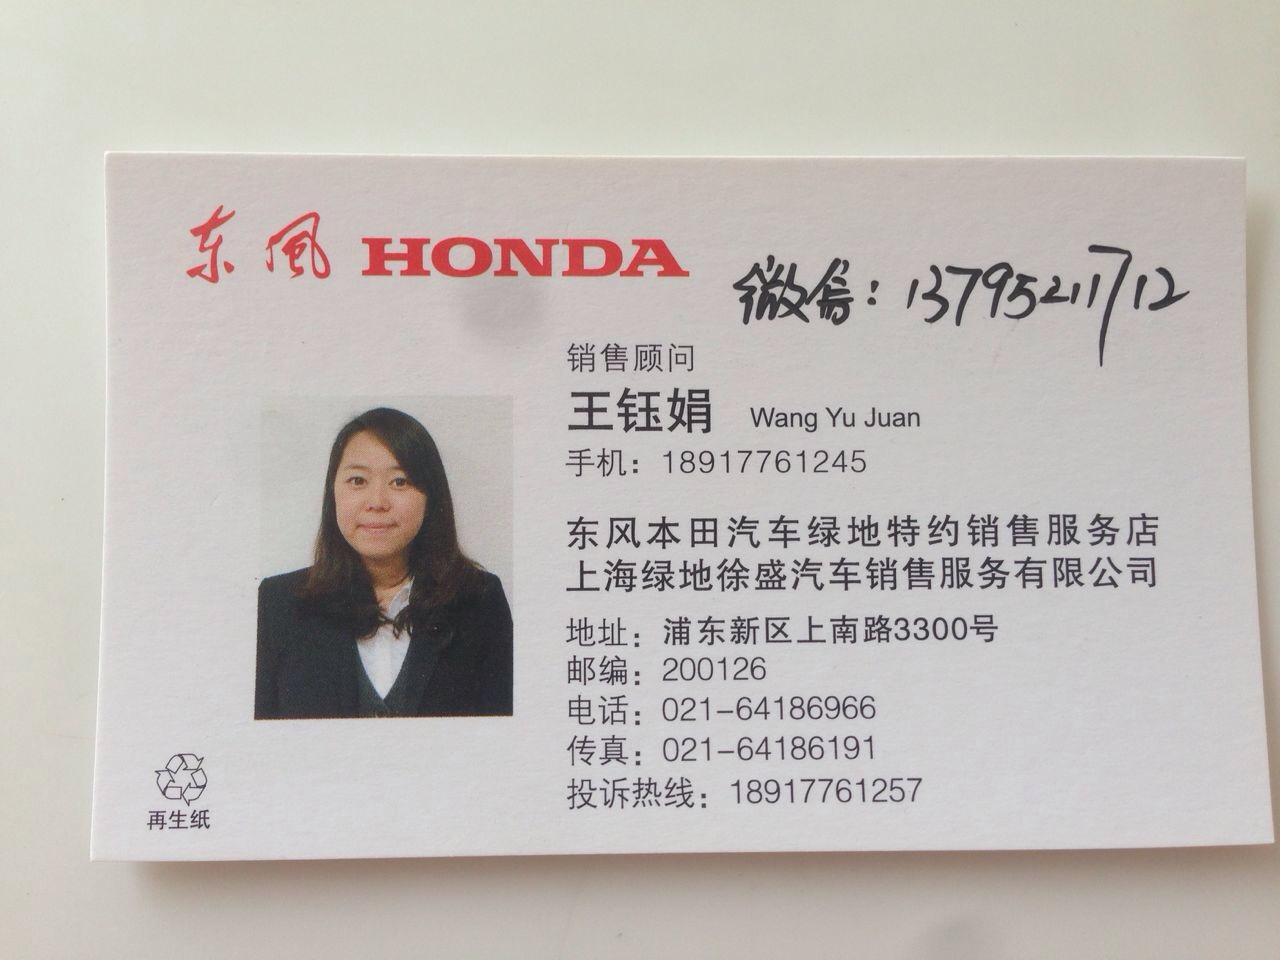 东风 HONDA
微信：13795211712
销售顾问
王钰娟 Wang Yu Juan
手机：18917761245
东风本田汽车绿地特约销售服务店
上海绿地徐盛汽车销售服务有限公司
地址：浦东新区上南路3300号
邮编：200126
电话：021-64186966
传真：021-64186191
投诉热线：18917761257
再生纸